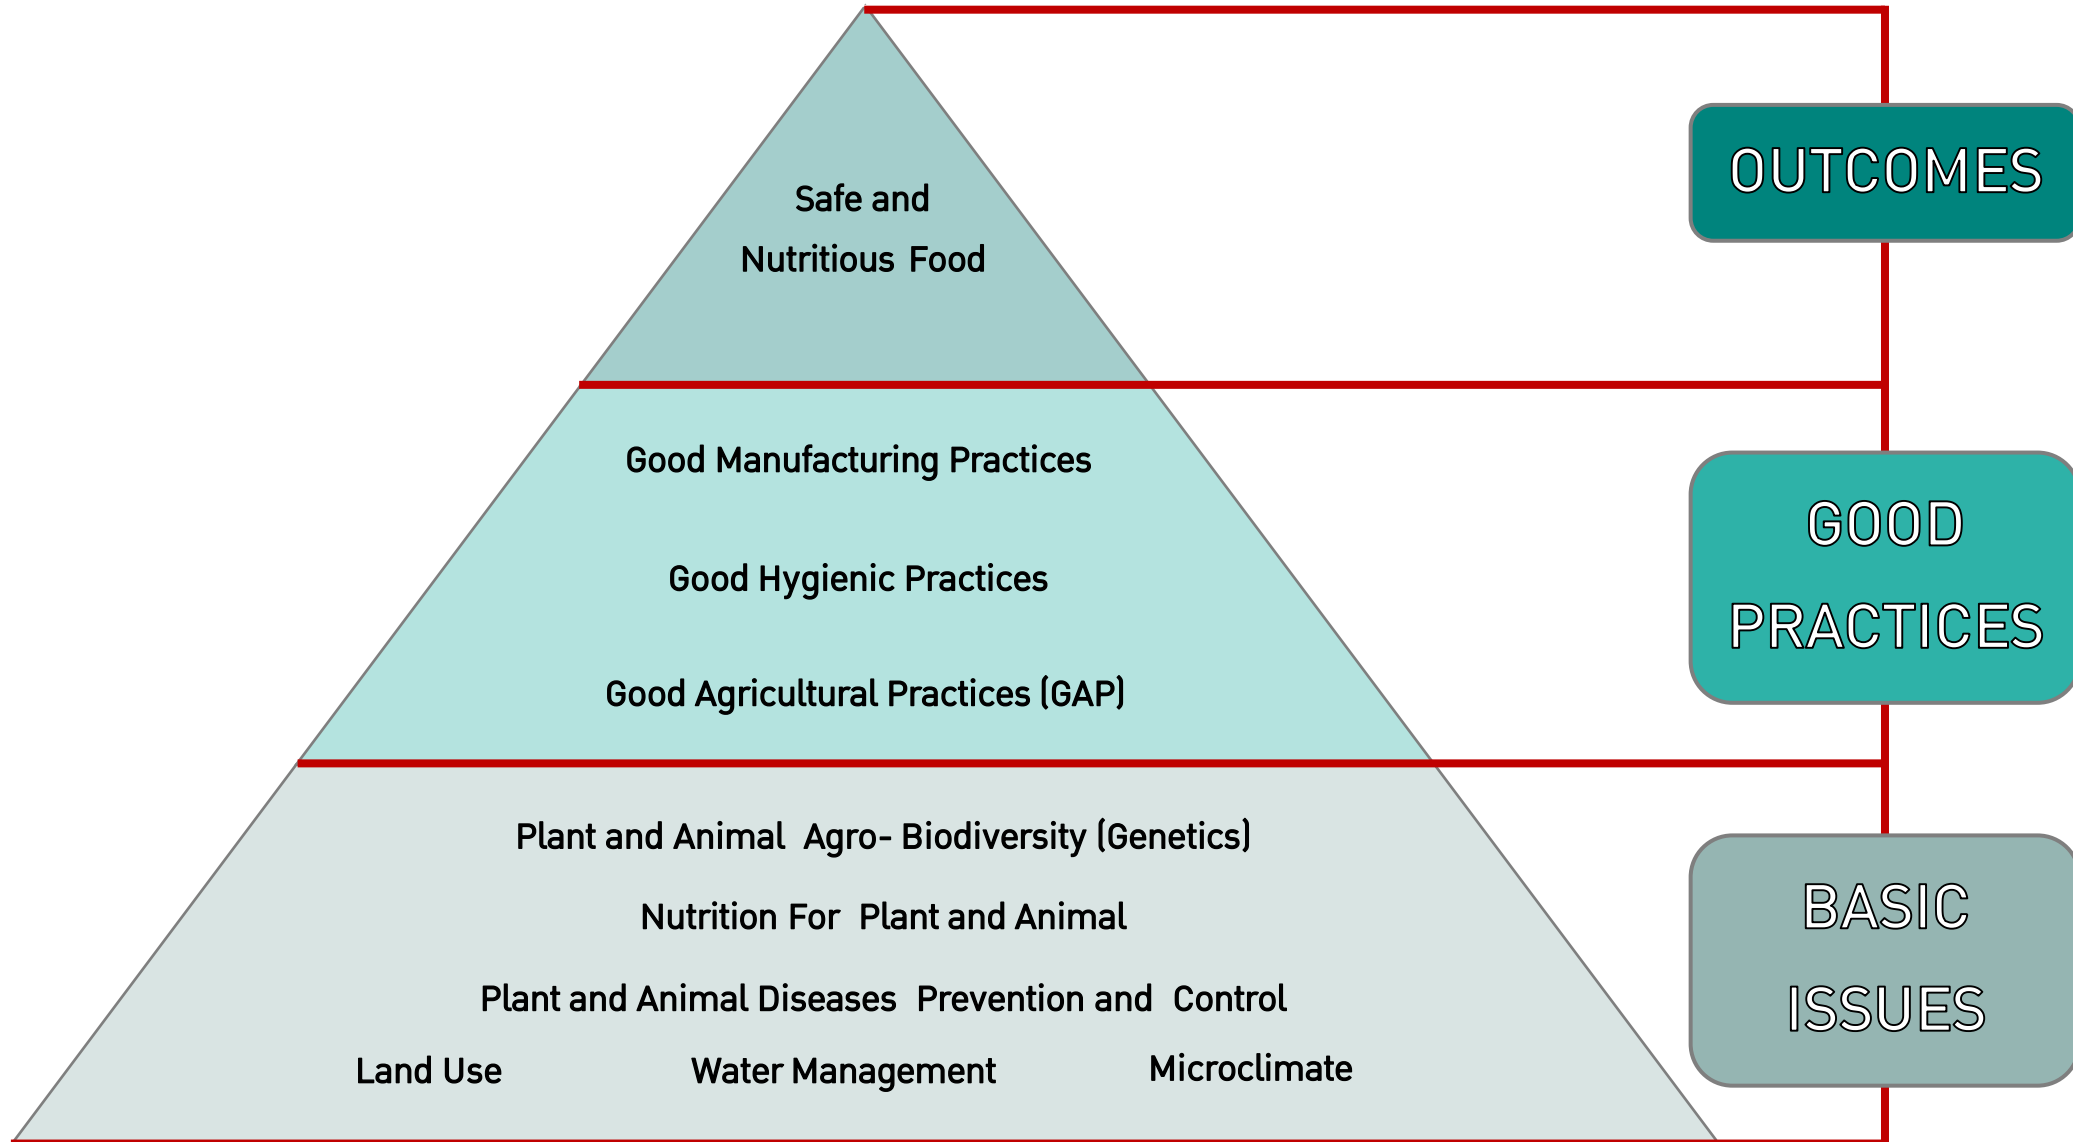 Safe and
Nutritious Food
OUTCOMES
Good Manufacturing Practices
Good Hygienic Practices
Good Agricultural Practices (GAP)
GOOD
PRACTICES
Plant and Animal Agro- Biodiversity (Genetics)
Nutrition For Plant and Animal
Plant and Animal Diseases Prevention and Control
Land Use Water Management Microclimate
BASIC
ISSUES